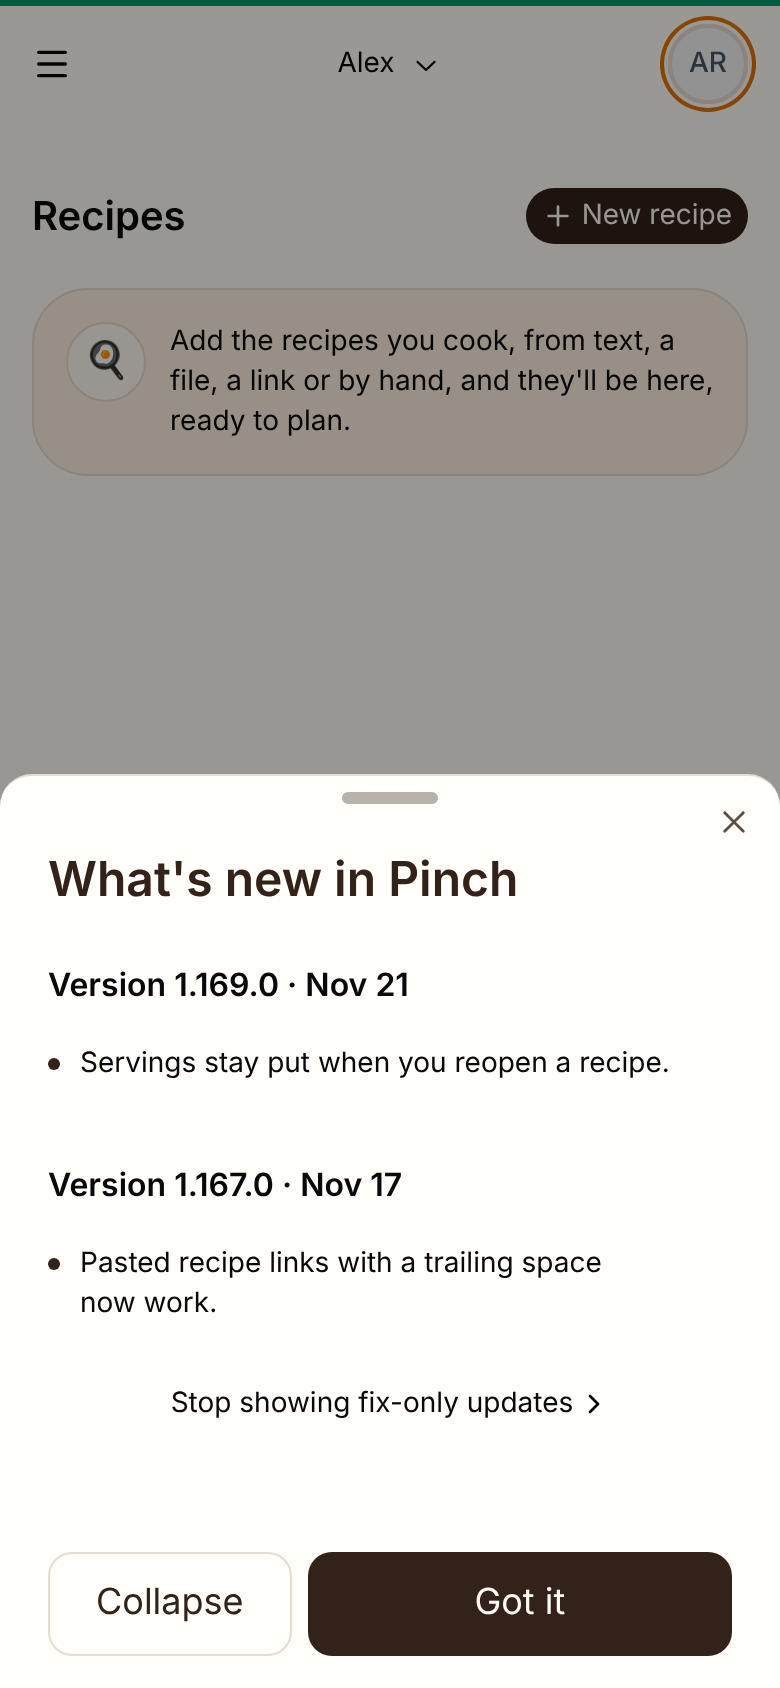 Alex
AR
Recipes
+ New recipe
Add the recipes you cook, from text, a
file, a link or by hand, and they'll be here,
ready to plan.
What's new in Pinch
Version 1.169.0 · Nov 21
• Servings stay put when you reopen a recipe.
Version 1.167.0 · Nov 17
• Pasted recipe links with a trailing space
now work.
Stop showing fix-only updates
Collapse
Got it